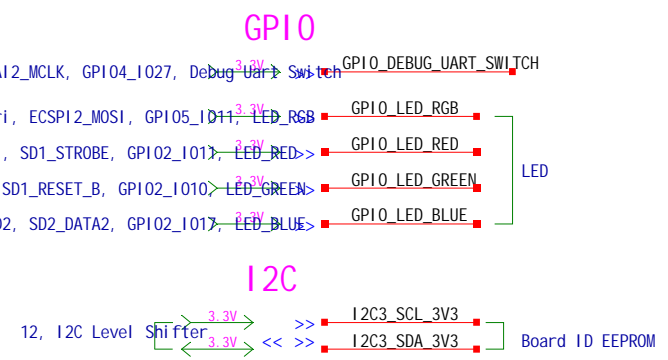 GPIO
AI2_MCLK, GPIO4_IO27, Debug Uart Switch 3.3V >> GPIO_DEBUG_UART_SWITCH
ri, ECSPI2_MOSI, GPIO5_IO11, LED_RGB 3.3V >> GPIO_LED_RGB
, SD1_STROBE, GPIO2_IO11, LED_RED 3.3V >> GPIO_LED_RED
SD1_RESET_B, GPIO2_IO10, LED_GREEN 3.3V >> GPIO_LED_GREEN
LED
02, SD2_DATA2, GPIO2_IO17, LED_BLUE 3.3V >> GPIO_LED_BLUE
I2C
3.3V >> I2C3_SCL_3V3
12, I2C Level Shifter
Board ID EEPROM
3.3V << >> I2C3_SDA_3V3